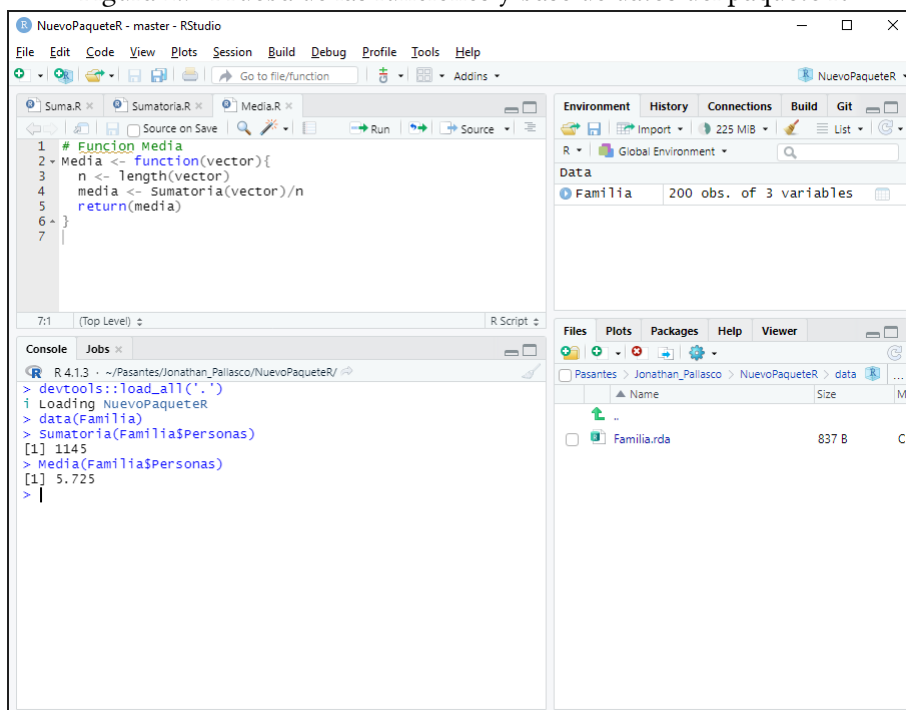 NuevoPaqueteR - master - RStudio
File Edit Code View Plots Session Build Debug Profile Tools Help
Go to file/function Addins NuevoPaqueteR
Suma.R Sumatoria.R Media.R
Source on Save Run Source
1 # Funcion Media
2 Media <- function(vector){
3 n <- length(vector)
4 media <- Sumatoria(vector)/n
5 return(media)
6 }
7
7:1 (Top Level) R Script
Console Jobs
R 4.1.3 · ~/Pasantes/Jonathan_Pallasco/NuevoPaqueteR/
> devtools::load_all('.')
i Loading NuevoPaqueteR
> data(Familia)
> Sumatoria(Familia$Personas)
[1] 1145
> Media(Familia$Personas)
[1] 5.725
>
Environment History Connections Build Git
Import 225 MiB List
R Global Environment
Data
Familia 200 obs. of 3 variables
Files Plots Packages Help Viewer
Pasantes > Jonathan_Pallasco > NuevoPaqueteR > data ...
Name Size M
..
Familia.rda 837 B